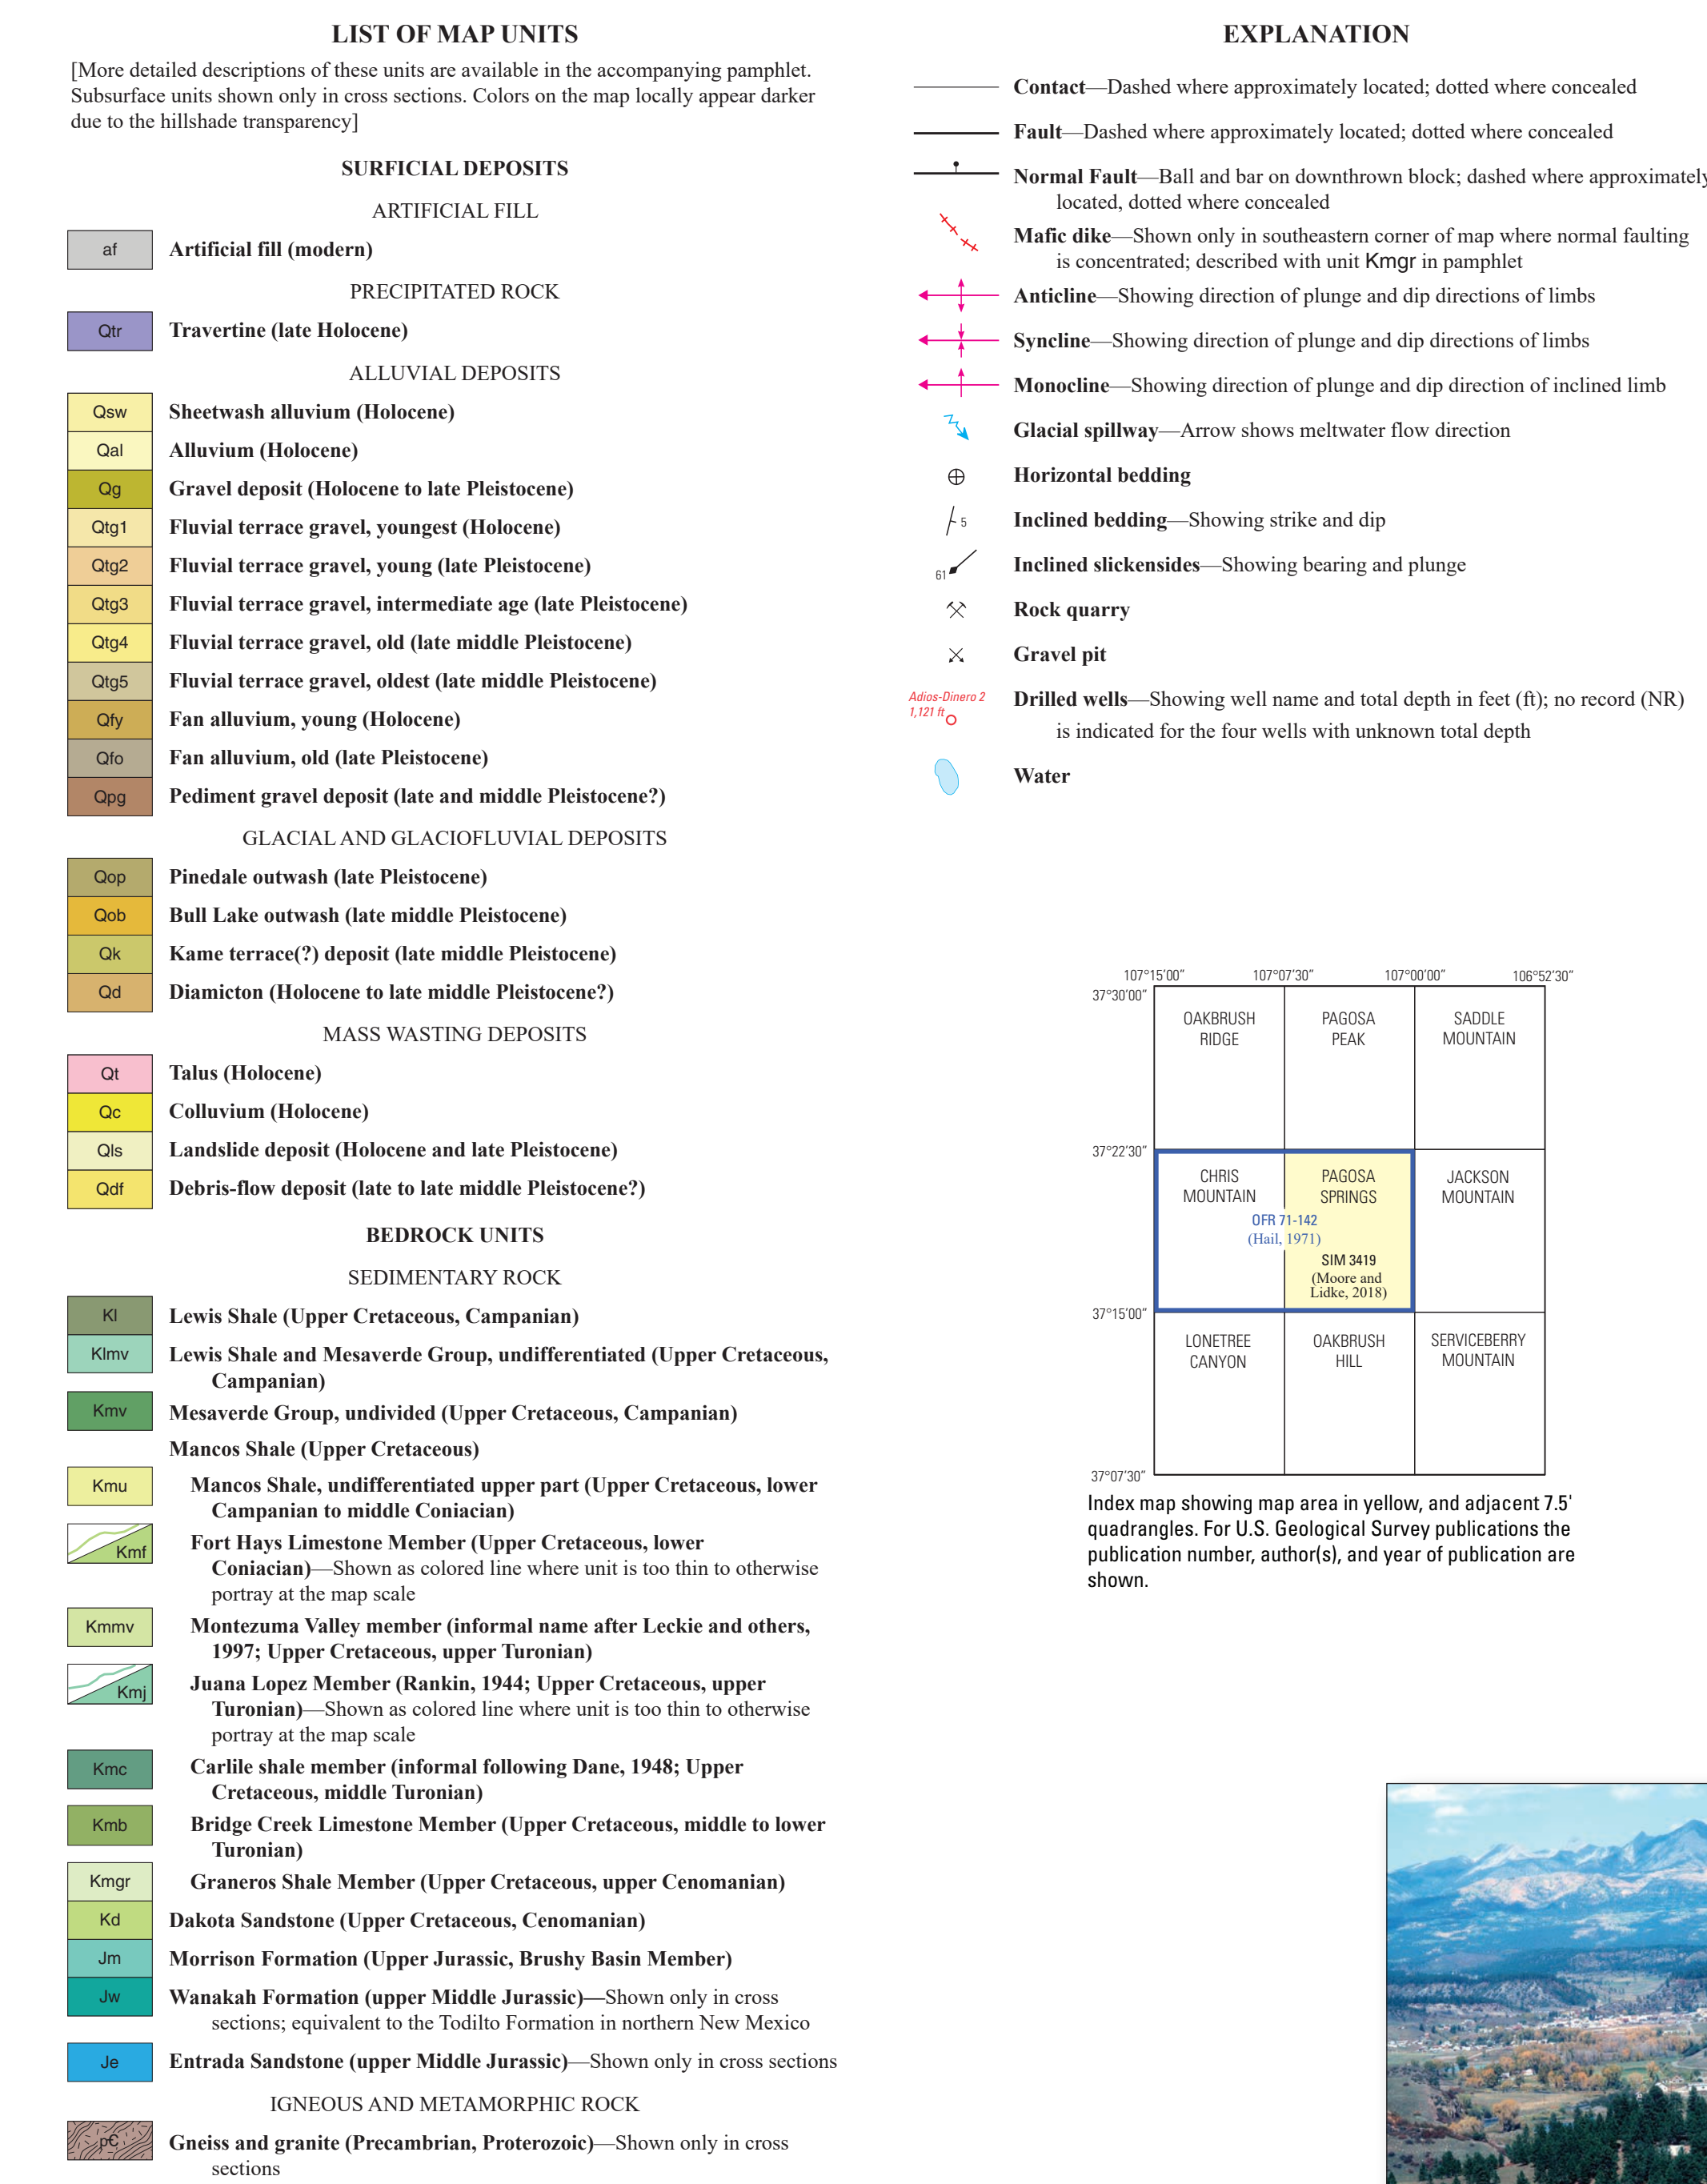 LIST OF MAP UNITS
[More detailed descriptions of these units are available in the accompanying pamphlet.
Subsurface units shown only in cross sections. Colors on the map locally appear darker
due to the hillshade transparency]
SURFICIAL DEPOSITS
ARTIFICIAL FILL
af Artificial fill (modern)
PRECIPITATED ROCK
Qtr Travertine (late Holocene)
ALLUVIAL DEPOSITS
Qsw Sheetwash alluvium (Holocene)
Qal Alluvium (Holocene)
Qg Gravel deposit (Holocene to late Pleistocene)
Qtg1 Fluvial terrace gravel, youngest (Holocene)
Qtg2 Fluvial terrace gravel, young (late Pleistocene)
Qtg3 Fluvial terrace gravel, intermediate age (late Pleistocene)
Qtg4 Fluvial terrace gravel, old (late middle Pleistocene)
Qtg5 Fluvial terrace gravel, oldest (late middle Pleistocene)
Qfy Fan alluvium, young (Holocene)
Qfo Fan alluvium, old (late Pleistocene)
Qpg Pediment gravel deposit (late and middle Pleistocene?)
GLACIAL AND GLACIOFLUVIAL DEPOSITS
Qop Pinedale outwash (late Pleistocene)
Qob Bull Lake outwash (late middle Pleistocene)
Qk Kame terrace(?) deposit (late middle Pleistocene)
Qd Diamicton (Holocene to late middle Pleistocene?)
MASS WASTING DEPOSITS
Qt Talus (Holocene)
Qc Colluvium (Holocene)
Qls Landslide deposit (Holocene and late Pleistocene)
Qdf Debris-flow deposit (late to late middle Pleistocene?)
BEDROCK UNITS
SEDIMENTARY ROCK
Kl Lewis Shale (Upper Cretaceous, Campanian)
Klmv Lewis Shale and Mesaverde Group, undifferentiated (Upper Cretaceous,
Campanian)
Kmv Mesaverde Group, undivided (Upper Cretaceous, Campanian)
Mancos Shale (Upper Cretaceous)
Kmu Mancos Shale, undifferentiated upper part (Upper Cretaceous, lower
Campanian to middle Coniacian)
Kmf Fort Hays Limestone Member (Upper Cretaceous, lower
Coniacian)—Shown as colored line where unit is too thin to otherwise
portray at the map scale
Kmmv Montezuma Valley member (informal name after Leckie and others,
1997; Upper Cretaceous, upper Turonian)
Kmj Juana Lopez Member (Rankin, 1944; Upper Cretaceous, upper
Turonian)—Shown as colored line where unit is too thin to otherwise
portray at the map scale
Kmc Carlile shale member (informal following Dane, 1948; Upper
Cretaceous, middle Turonian)
Kmb Bridge Creek Limestone Member (Upper Cretaceous, middle to lower
Turonian)
Kmgr Graneros Shale Member (Upper Cretaceous, upper Cenomanian)
Kd Dakota Sandstone (Upper Cretaceous, Cenomanian)
Jm Morrison Formation (Upper Jurassic, Brushy Basin Member)
Jw Wanakah Formation (upper Middle Jurassic)—Shown only in cross
sections; equivalent to the Todilto Formation in northern New Mexico
Je Entrada Sandstone (upper Middle Jurassic)—Shown only in cross sections
IGNEOUS AND METAMORPHIC ROCK
pЄ Gneiss and granite (Precambrian, Proterozoic)—Shown only in cross
sections
EXPLANATION
Contact—Dashed where approximately located; dotted where concealed
Fault—Dashed where approximately located; dotted where concealed
Normal Fault—Ball and bar on downthrown block; dashed where approximately
located, dotted where concealed
Mafic dike—Shown only in southeastern corner of map where normal faulting
is concentrated; described with unit Kmgr in pamphlet
Anticline—Showing direction of plunge and dip directions of limbs
Syncline—Showing direction of plunge and dip directions of limbs
Monocline—Showing direction of plunge and dip direction of inclined limb
Glacial spillway—Arrow shows meltwater flow direction
Horizontal bedding
5 Inclined bedding—Showing strike and dip
61 Inclined slickensides—Showing bearing and plunge
Rock quarry
Gravel pit
Adios-Dinero 2
1,121 ft
Drilled wells—Showing well name and total depth in feet (ft); no record (NR)
is indicated for the four wells with unknown total depth
Water
107°15'00" 107°07'30" 107°00'00" 106°52'30"
37°30'00"
OAKBRUSH
RIDGE
PAGOSA
PEAK
SADDLE
MOUNTAIN
37°22'30"
CHRIS
MOUNTAIN
PAGOSA
SPRINGS
JACKSON
MOUNTAIN
OFR 71-142
(Hail, 1971)
SIM 3419
(Moore and
Lidke, 2018)
37°15'00"
LONETREE
CANYON
OAKBRUSH
HILL
SERVICEBERRY
MOUNTAIN
37°07'30"
Index map showing map area in yellow, and adjacent 7.5'
quadrangles. For U.S. Geological Survey publications the
publication number, author(s), and year of publication are
shown.